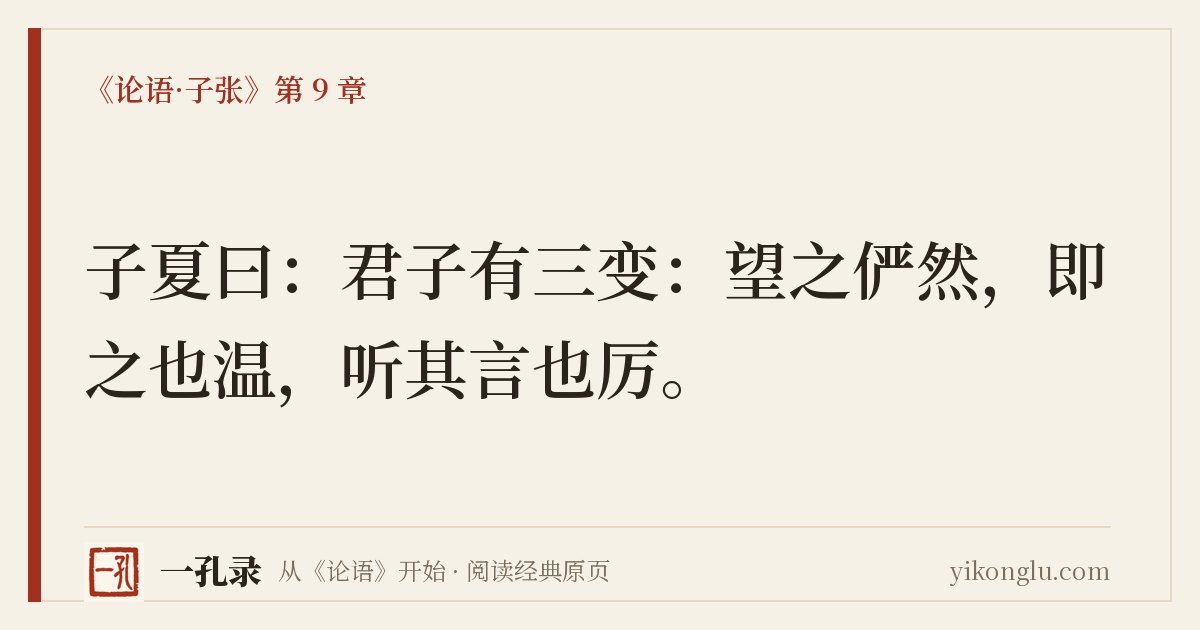 《论语·子张》第 9 章
子夏曰：君子有三变：望之俨然，即
之也温，听其言也厉。
一孔
一孔录 从《论语》开始 · 阅读经典原页 yikonglu.com